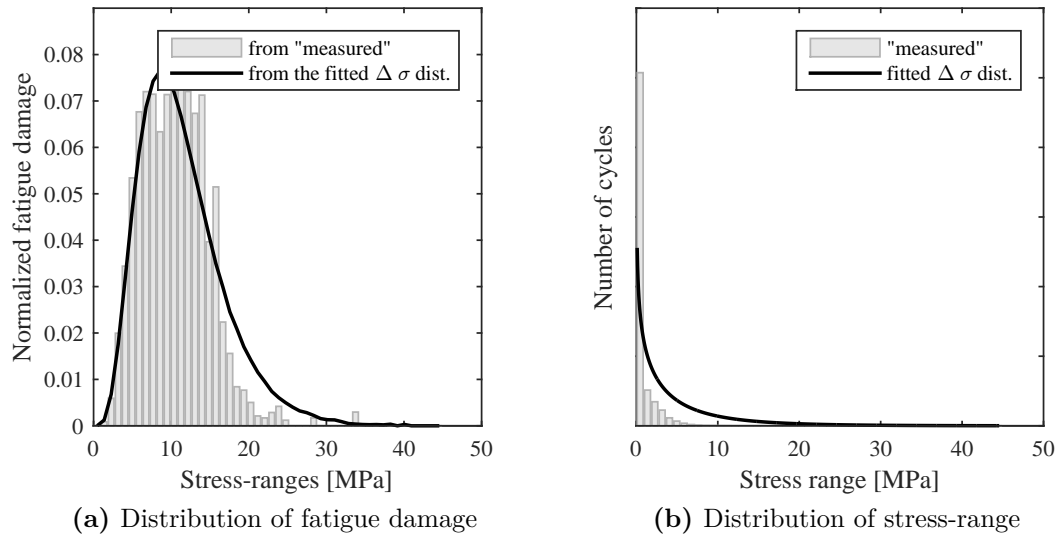 0.08
0.07
0.06
0.05
0.04
0.03
0.02
0.01
0
Normalized fatigue damage
from "measured"
from the fitted Δ σ dist.
0 10 20 30 40 50
Stress-ranges [MPa]
(a) Distribution of fatigue damage
Number of cycles
"measured"
fitted Δ σ dist.
0 10 20 30 40 50
Stress range [MPa]
(b) Distribution of stress-range